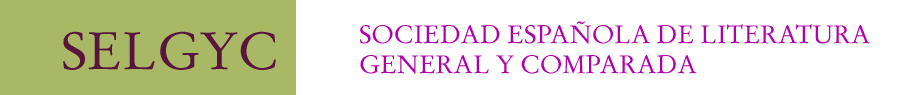 SELGYC
SOCIEDAD ESPAÑOLA DE LITERATURA
GENERAL Y COMPARADA